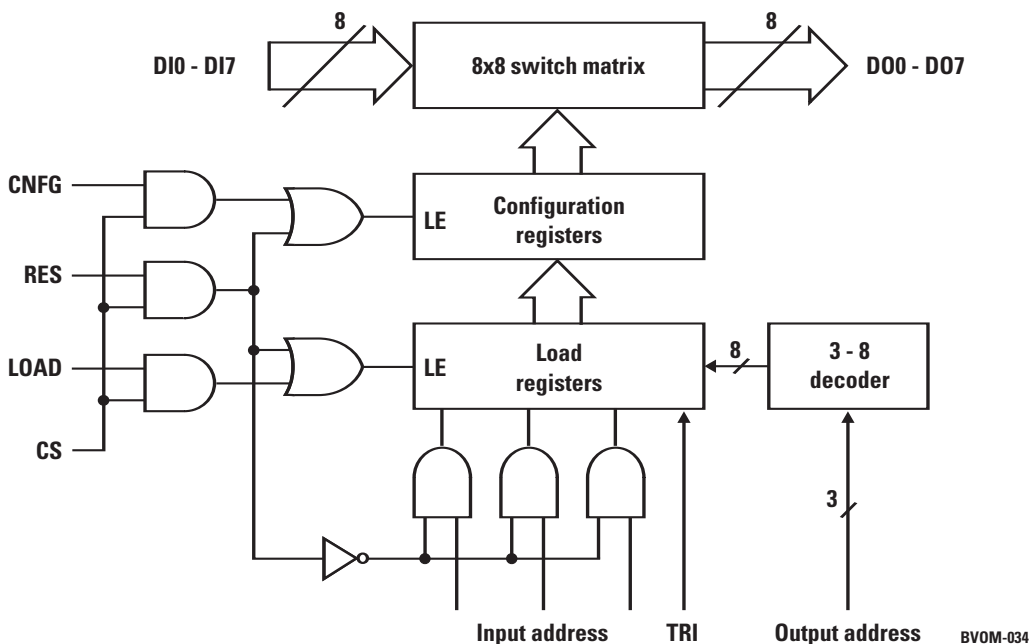 8
8
DI0 - DI7
8x8 switch matrix
DO0 - DO7
CNFG
LE
Configuration
registers
RES
LOAD
LE
Load
registers
8
3 - 8
decoder
CS
3
Input address
TRI
Output address
BVOM-034